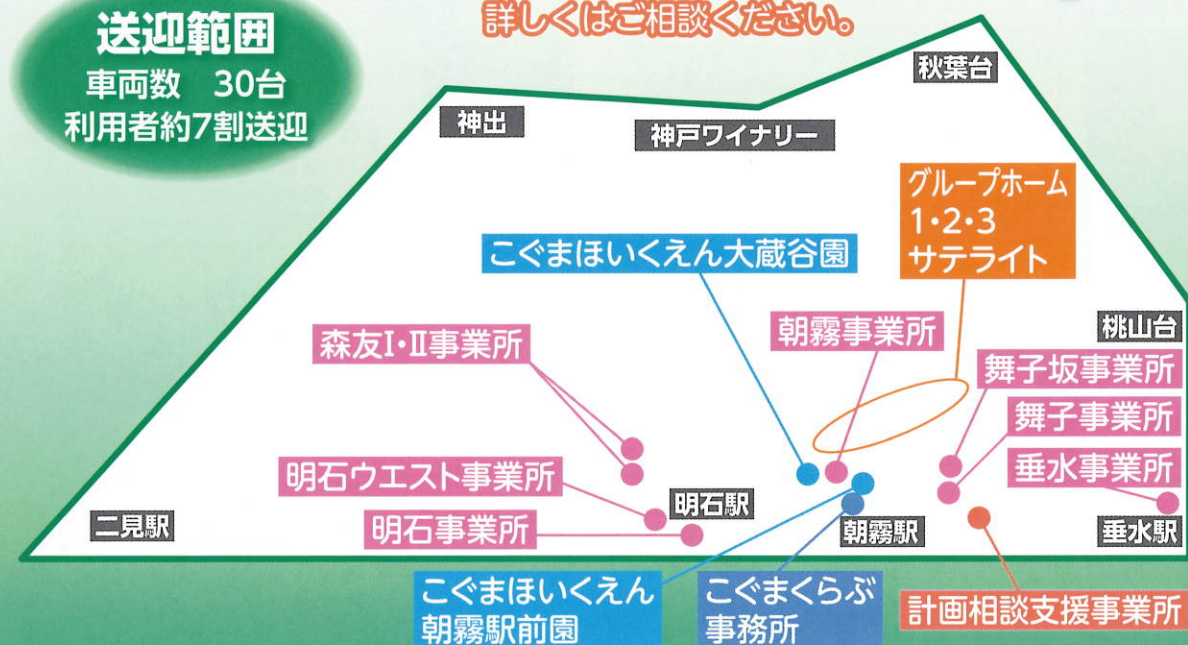 送迎範囲
車両数 30台
利用者約7割送迎
詳しくはご相談ください。
秋葉台
神出
神戸ワイナリー
グループホーム
1・2・3
サテライト
こぐまほいくえん大蔵谷園
桃山台
朝霧事業所
森友Ⅰ・Ⅱ事業所
舞子坂事業所
舞子事業所
垂水事業所
明石ウエスト事業所
明石駅
二見駅
明石事業所
朝霧駅
垂水駅
こぐまほいくえん
朝霧駅前園
こぐまくらぶ
事務所
計画相談支援事業所